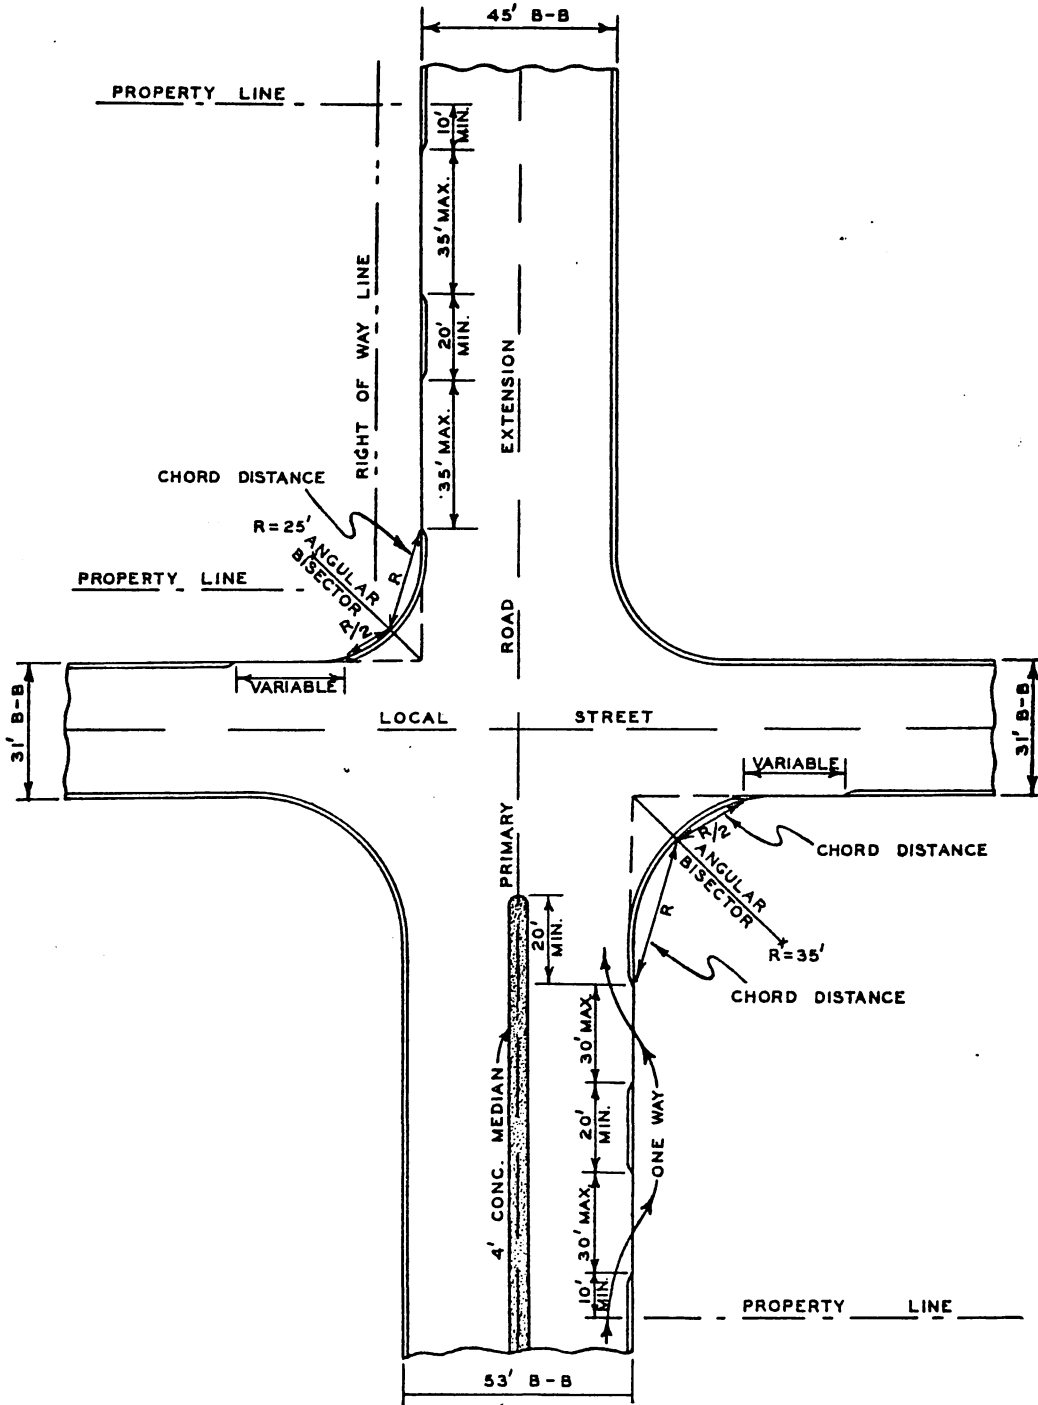 45' B-B
PROPERTY LINE
10' MIN.
35' MAX.
RIGHT OF WAY LINE
20' MIN.
EXTENSION
35' MAX.
CHORD DISTANCE
R=25'
ANGULAR BISECTOR
R
PROPERTY LINE
R/2
ROAD
VARIABLE
31' B-B
LOCAL STREET
31' B-B
VARIABLE
PRIMARY
R/2
CHORD DISTANCE
ANGULAR BISECTOR
R
20' MIN.
R=35'
CHORD DISTANCE
30' MAX.
4' CONC. MEDIAN
20' MIN.
ONE WAY
30' MAX.
10' MIN.
PROPERTY LINE
53' B-B